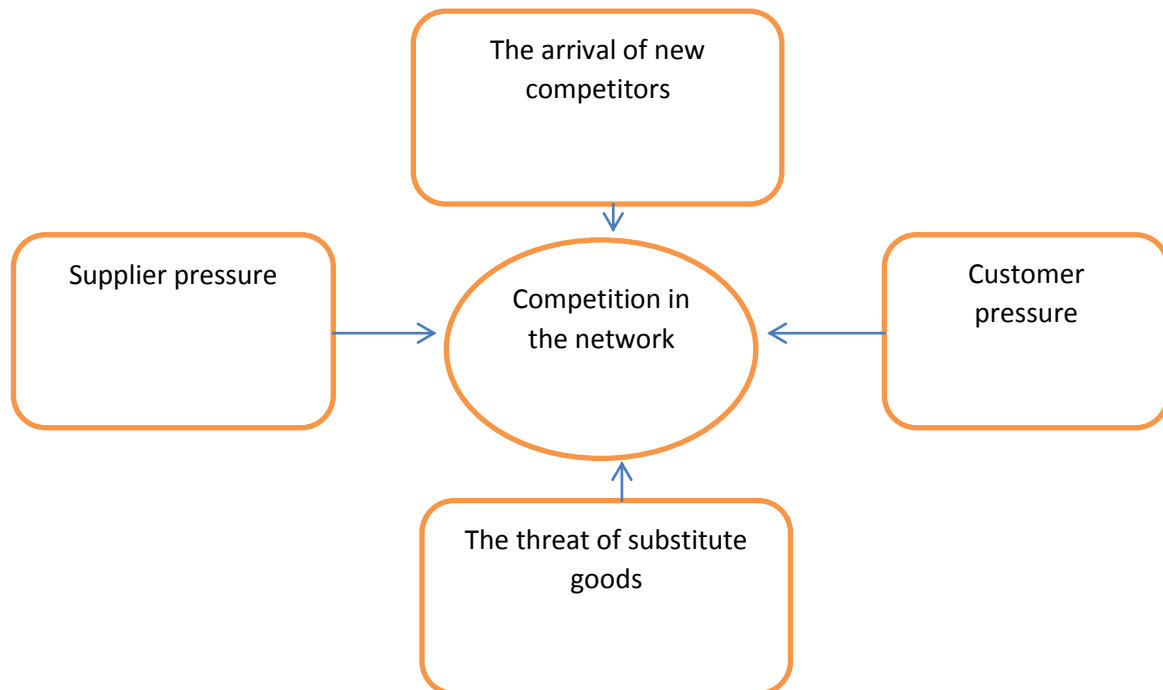 The arrival of new
competitors
Supplier pressure
Competition in
the network
Customer
pressure
The threat of substitute
goods